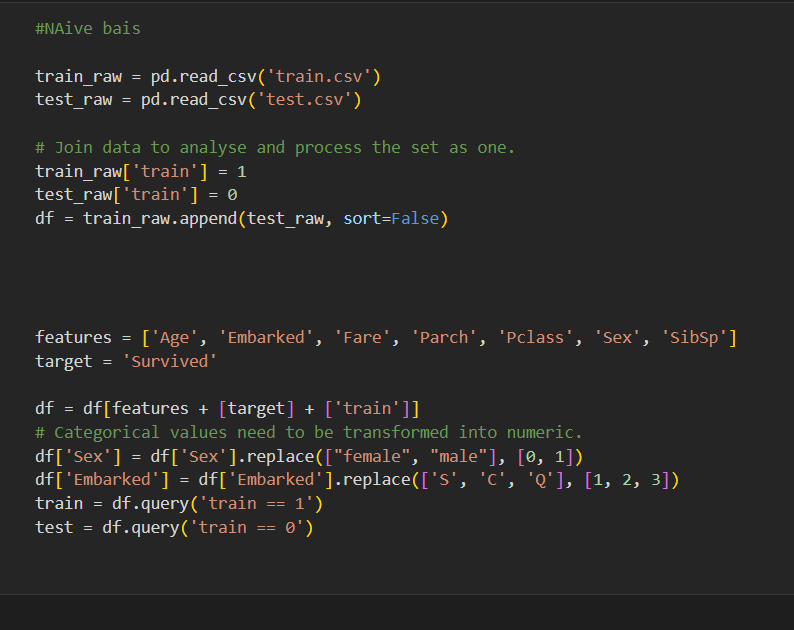 #NAive bais
train_raw = pd.read_csv('train.csv')
test_raw = pd.read_csv('test.csv')
# Join data to analyse and process the set as one.
train_raw['train'] = 1
test_raw['train'] = 0
df = train_raw.append(test_raw, sort=False)
features = ['Age', 'Embarked', 'Fare', 'Parch', 'Pclass', 'Sex', 'SibSp']
target = 'Survived'
df = df[features + [target] + ['train']]
# Categorical values need to be transformed into numeric.
df['Sex'] = df['Sex'].replace(["female", "male"], [0, 1])
df['Embarked'] = df['Embarked'].replace(['S', 'C', 'Q'], [1, 2, 3])
train = df.query('train == 1')
test = df.query('train == 0')